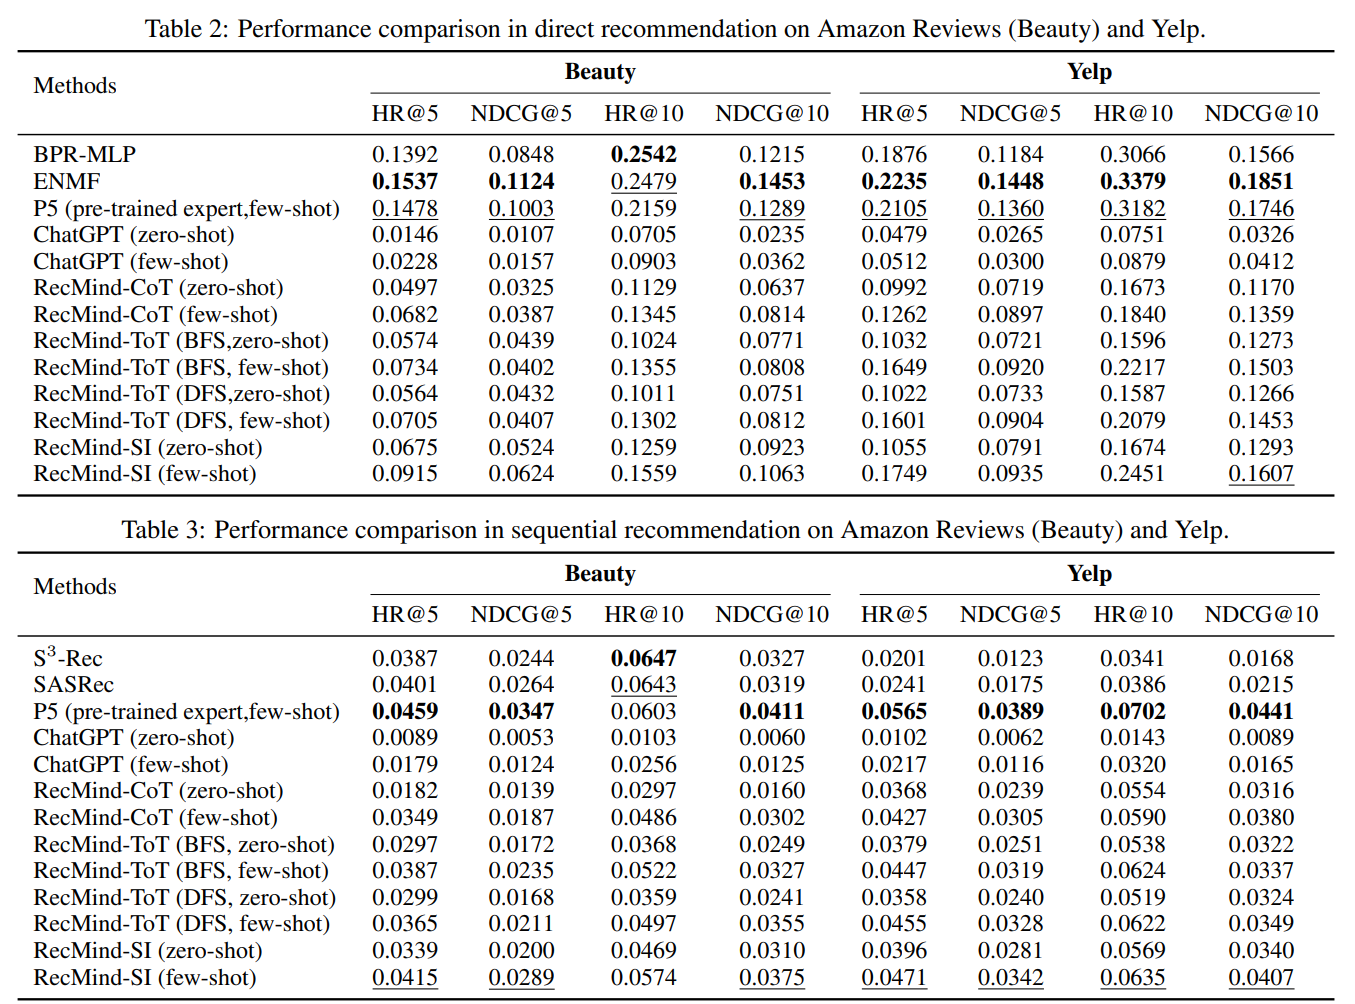 Table 2: Performance comparison in direct recommendation on Amazon Reviews (Beauty) and Yelp.
Methods Beauty Yelp
HR@5 NDCG@5 HR@10 NDCG@10 HR@5 NDCG@5 HR@10 NDCG@10
BPR-MLP 0.1392 0.0848 0.2542 0.1215 0.1876 0.1184 0.3066 0.1566
ENMF 0.1537 0.1124 0.2479 0.1453 0.2235 0.1448 0.3379 0.1851
P5 (pre-trained expert,few-shot) 0.1478 0.1003 0.2159 0.1289 0.2105 0.1360 0.3182 0.1746
ChatGPT (zero-shot) 0.0146 0.0107 0.0705 0.0235 0.0479 0.0265 0.0751 0.0326
ChatGPT (few-shot) 0.0228 0.0157 0.0903 0.0362 0.0512 0.0300 0.0879 0.0412
RecMind-CoT (zero-shot) 0.0497 0.0325 0.1129 0.0637 0.0992 0.0719 0.1673 0.1170
RecMind-CoT (few-shot) 0.0682 0.0387 0.1345 0.0814 0.1262 0.0897 0.1840 0.1359
RecMind-ToT (BFS,zero-shot) 0.0574 0.0439 0.1024 0.0771 0.1032 0.0721 0.1596 0.1273
RecMind-ToT (BFS, few-shot) 0.0734 0.0402 0.1355 0.0808 0.1649 0.0920 0.2217 0.1503
RecMind-ToT (DFS,zero-shot) 0.0564 0.0432 0.1011 0.0751 0.1022 0.0733 0.1587 0.1266
RecMind-ToT (DFS, few-shot) 0.0705 0.0407 0.1302 0.0812 0.1601 0.0904 0.2079 0.1453
RecMind-SI (zero-shot) 0.0675 0.0524 0.1259 0.0923 0.1055 0.0791 0.1674 0.1293
RecMind-SI (few-shot) 0.0915 0.0624 0.1559 0.1063 0.1749 0.0935 0.2451 0.1607
Table 3: Performance comparison in sequential recommendation on Amazon Reviews (Beauty) and Yelp.
Methods Beauty Yelp
HR@5 NDCG@5 HR@10 NDCG@10 HR@5 NDCG@5 HR@10 NDCG@10
S³-Rec 0.0387 0.0244 0.0647 0.0327 0.0201 0.0123 0.0341 0.0168
SASRec 0.0401 0.0264 0.0643 0.0319 0.0241 0.0175 0.0386 0.0215
P5 (pre-trained expert,few-shot) 0.0459 0.0347 0.0603 0.0411 0.0565 0.0389 0.0702 0.0441
ChatGPT (zero-shot) 0.0089 0.0053 0.0103 0.0060 0.0102 0.0062 0.0143 0.0089
ChatGPT (few-shot) 0.0179 0.0124 0.0256 0.0125 0.0217 0.0116 0.0320 0.0165
RecMind-CoT (zero-shot) 0.0182 0.0139 0.0297 0.0160 0.0368 0.0239 0.0554 0.0316
RecMind-CoT (few-shot) 0.0349 0.0187 0.0486 0.0302 0.0427 0.0305 0.0590 0.0380
RecMind-ToT (BFS, zero-shot) 0.0297 0.0172 0.0368 0.0249 0.0379 0.0251 0.0538 0.0322
RecMind-ToT (BFS, few-shot) 0.0387 0.0235 0.0522 0.0327 0.0447 0.0319 0.0624 0.0337
RecMind-ToT (DFS, zero-shot) 0.0299 0.0168 0.0359 0.0241 0.0358 0.0240 0.0519 0.0324
RecMind-ToT (DFS, few-shot) 0.0365 0.0211 0.0497 0.0355 0.0455 0.0328 0.0622 0.0349
RecMind-SI (zero-shot) 0.0339 0.0200 0.0469 0.0310 0.0396 0.0281 0.0569 0.0340
RecMind-SI (few-shot) 0.0415 0.0289 0.0574 0.0375 0.0471 0.0342 0.0635 0.0407